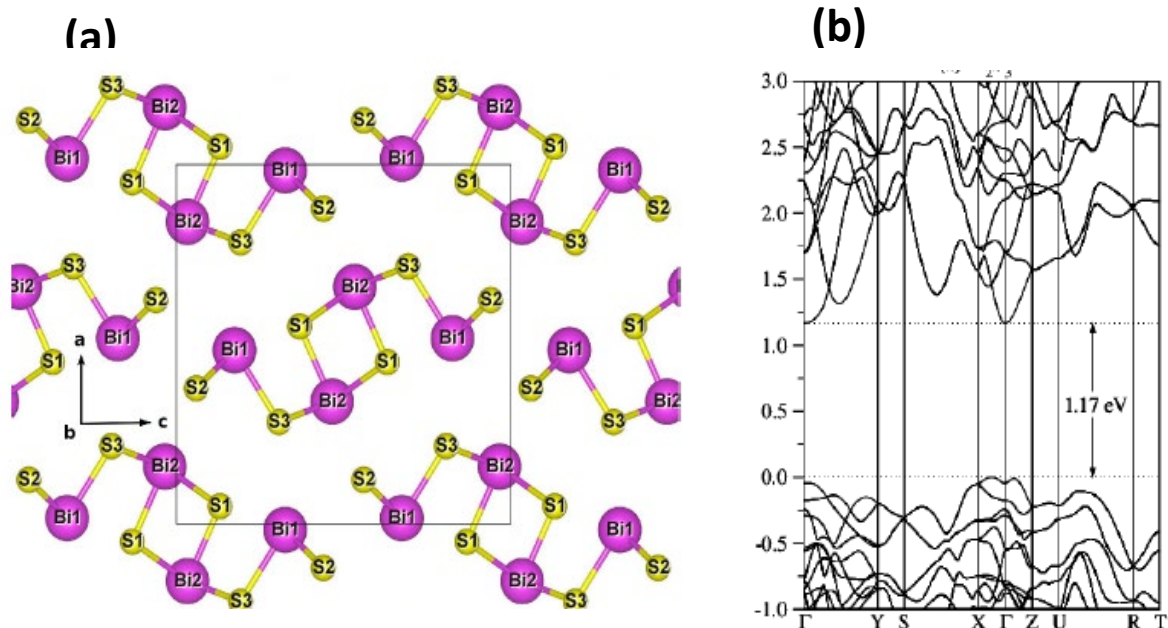 (a)
S3 S3
Bi2 Bi2
S2 S2
S1 S1
Bi1 Bi1
Bi1 Bi1
S1 S1
S2 S2
Bi2 Bi2
S3 S3
S3 S3
Bi2 Bi2
S2 S2
S1 S1
Bi1 Bi1
a
Bi1 Bi1
S1 S1
S2 S2
Bi2 Bi2
b c
S3 S3
S3 S3
Bi2 Bi2
S2 S2
S1 S1
Bi1 Bi1
Bi1 Bi1
S1 S1
S2 S2
Bi2 Bi2
S3 S3
(b)
3.0
2.5
2.0
1.5
1.0
1.17 eV
0.5
0.0
-0.5
-1.0
Γ Y S X Γ Z U R T